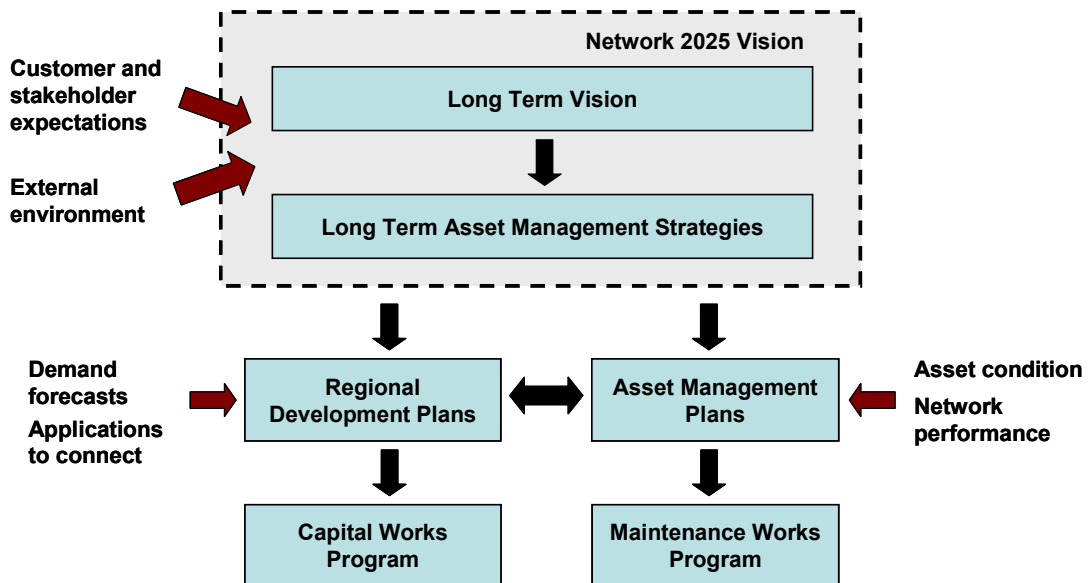 Network 2025 Vision
Customer and
stakeholder
expectations
Long Term Vision
External
environment
Long Term Asset Management Strategies
Demand
forecasts
Applications
to connect
Regional
Development Plans
Asset Management
Plans
Asset condition
Network
performance
Capital Works
Program
Maintenance Works
Program